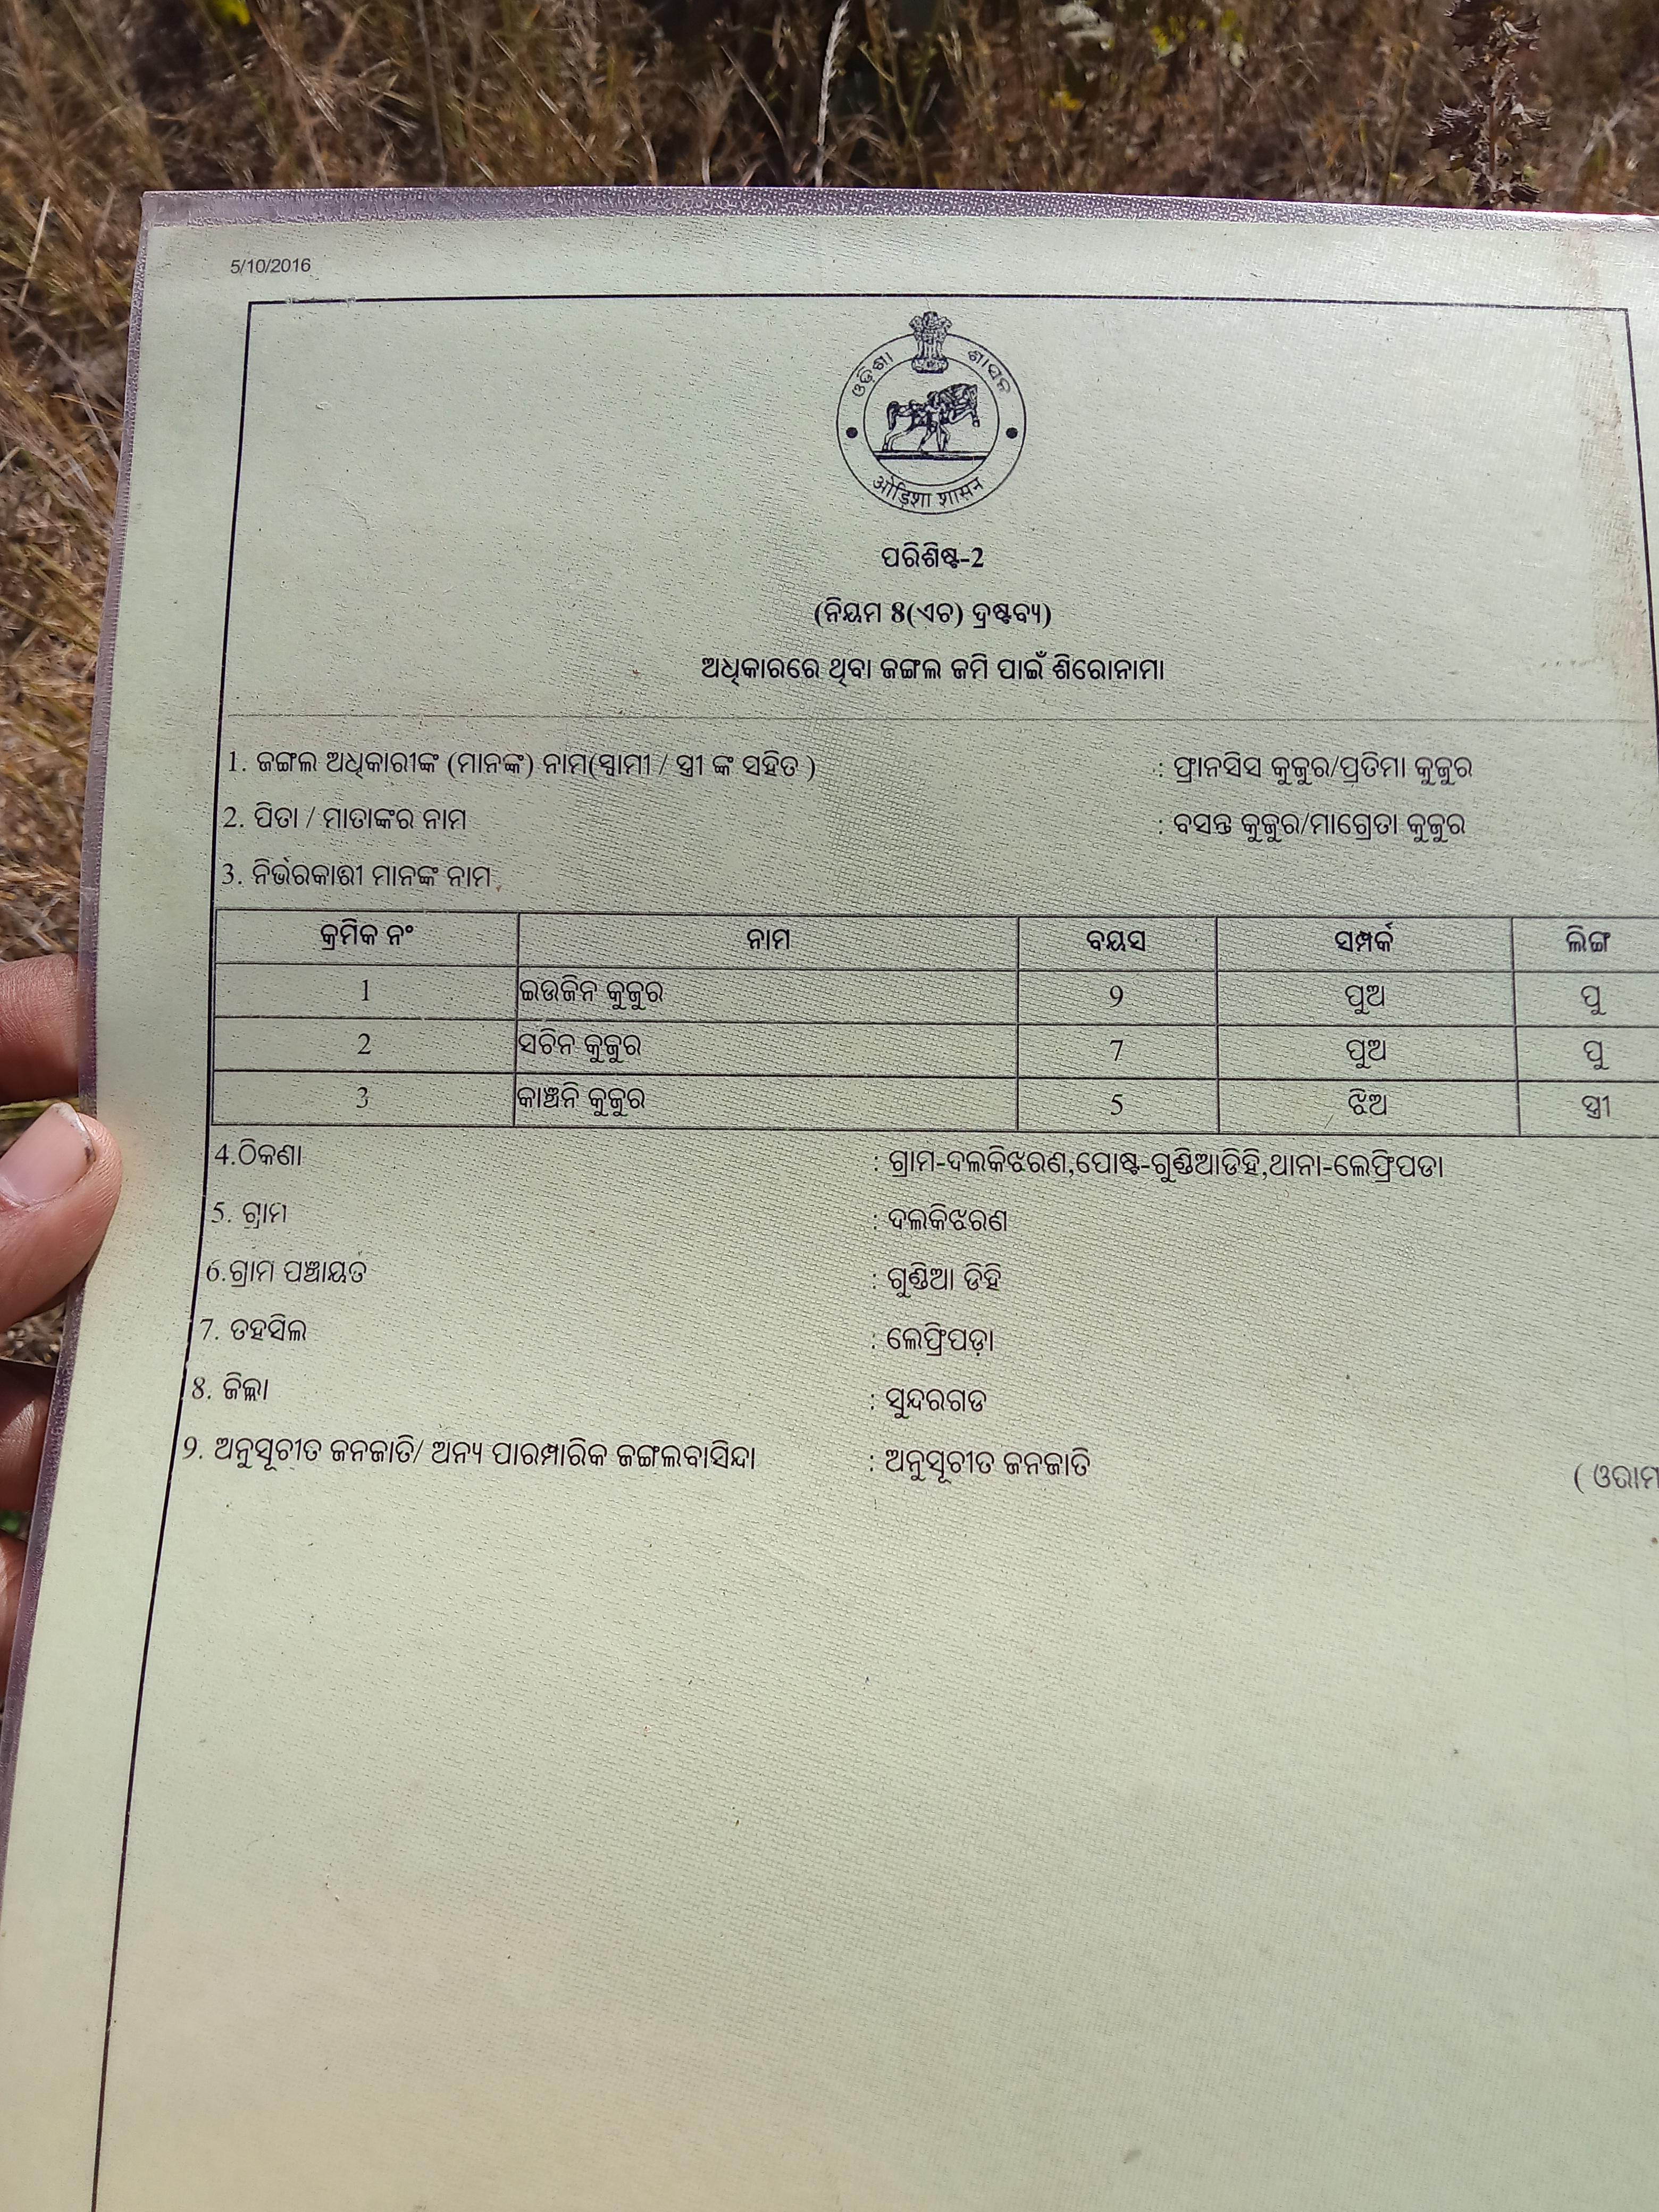 5/10/2016
ଓଡ଼ିଶା ଶାସନ
ओड़िशा शासन
ପରିଶିଷ୍ଟ-2
(ନିୟମ 8(ଏଚ) ଦ୍ରଷ୍ଟବ୍ୟ)
ଅଧିକାରରେ ଥିବା ଜଙ୍ଗଲ ଜମି ପାଇଁ ଶିରୋନାମା
1. ଜଙ୍ଗଲ ଅଧିକାରୀଙ୍କ (ମାନଙ୍କ) ନାମ(ସ୍ୱାମୀ / ସ୍ତ୍ରୀ ଙ୍କ ସହିତ ) : ଫ୍ରାନସିସ କୁଜୁର/ପ୍ରତିମା କୁଜୁର
2. ପିତା / ମାତାଙ୍କର ନାମ : ବସନ୍ତ କୁଜୁର/ମାଗ୍ରେତା କୁଜୁର
3. ନିର୍ଭରକାରୀ ମାନଙ୍କ ନାମ
କ୍ରମିକ ନଂ ନାମ ବୟସ ସମ୍ପର୍କ ଲିଙ୍ଗ
1 ଇଉଜିନ କୁଜୁର 9 ପୁଅ ପୁ
2 ସଚିନ କୁଜୁର 7 ପୁଅ ପୁ
3 କାଞ୍ଚନି କୁଜୁର 5 ଝିଅ ସ୍ତ୍ରୀ
4.ଠିକଣା : ଗ୍ରାମ-ଦଲକିଝରଣ,ପୋଷ୍ଟ-ଗୁଣ୍ଡିଆଡିହି,ଥାନା-ଲେଫ୍ରିପଡା
5. ଗ୍ରାମ : ଦଲକିଝରଣ
6.ଗ୍ରାମ ପଞ୍ଚାୟତ : ଗୁଣ୍ଡିଆ ଡିହି
7. ତହସିଲ : ଲେଫ୍ରିପଡ଼ା
8. ଜିଲ୍ଲା : ସୁନ୍ଦରଗଡ
9. ଅନୁସୂଚୀତ ଜନଜାତି/ ଅନ୍ୟ ପାରମ୍ପାରିକ ଜଙ୍ଗଲବାସିନ୍ଦା : ଅନୁସୂଚୀତ ଜନଜାତି ( ଓରାମ